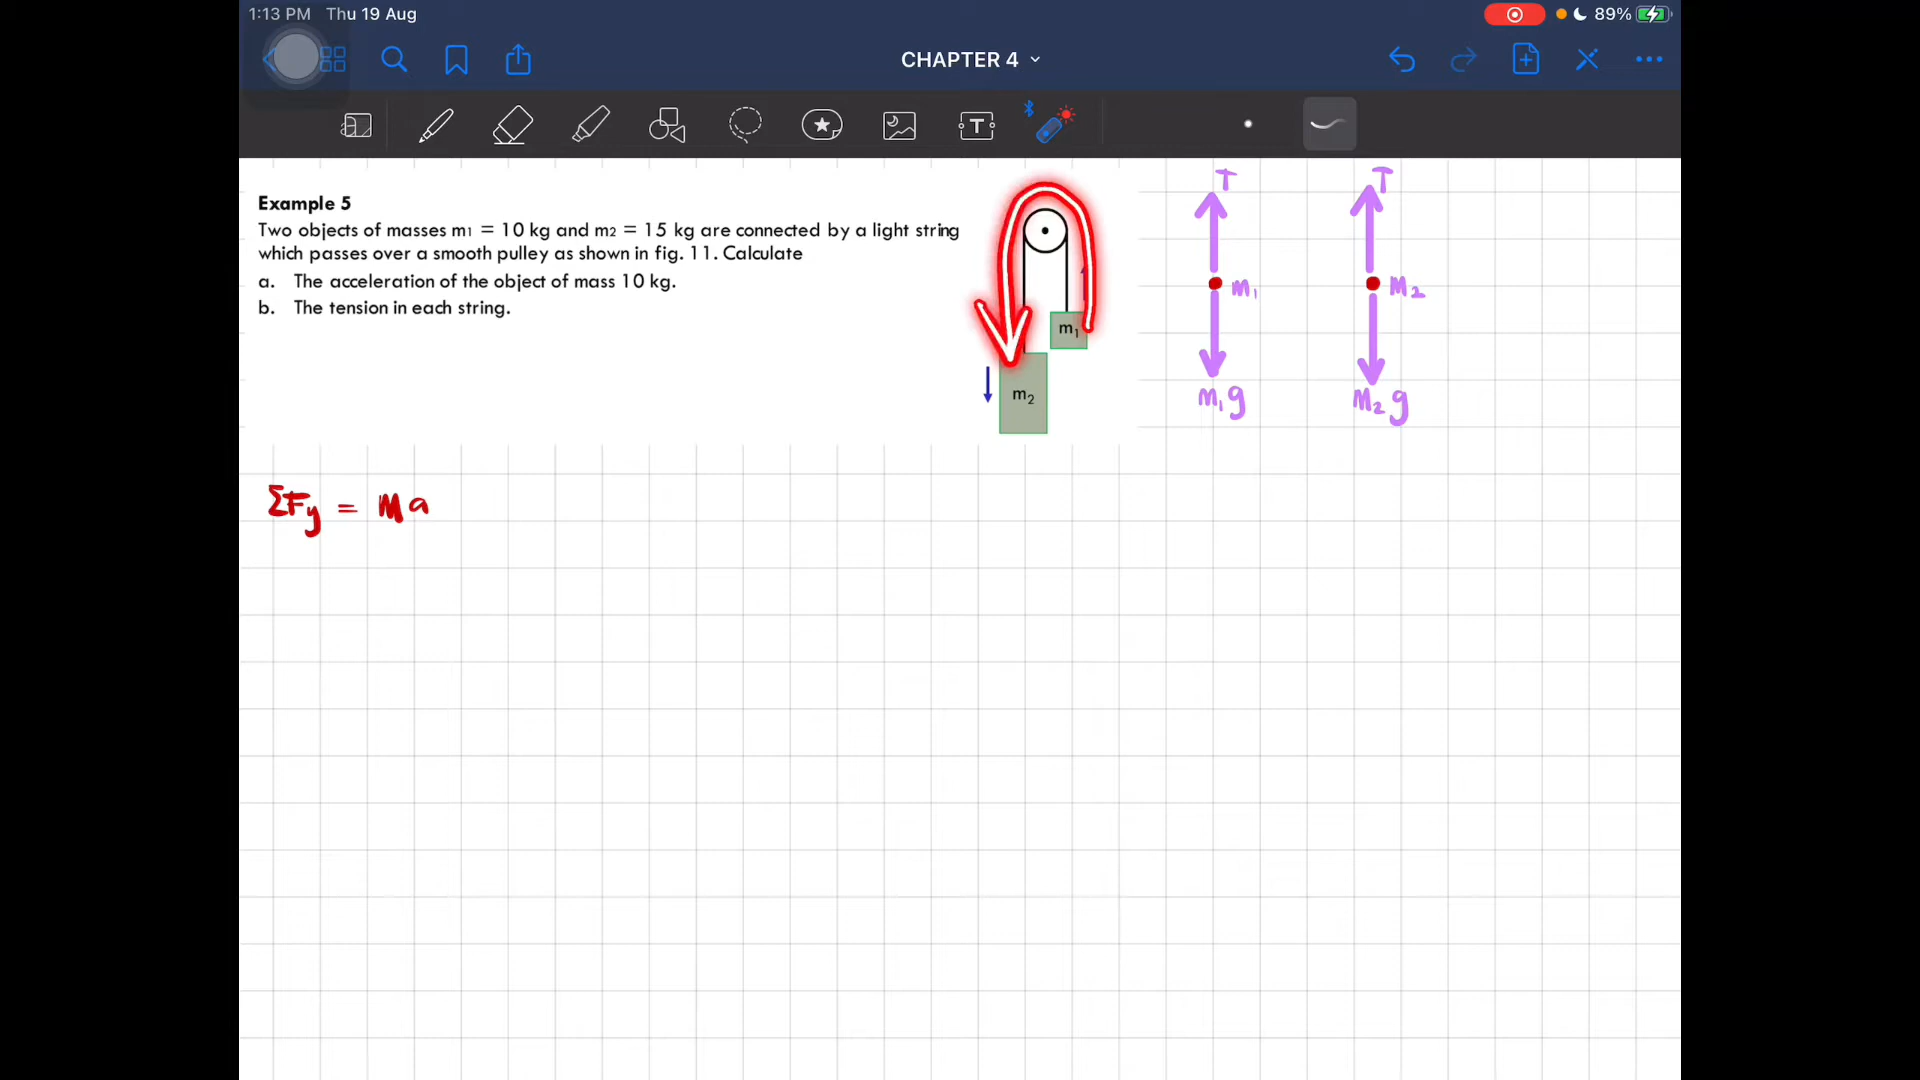 1:13 PM Thu 19 Aug
89%
CHAPTER 4
T
Example 5
Two objects of masses m1 = 10 kg and m2 = 15 kg are connected by a light string
which passes over a smooth pulley as shown in fig. 11. Calculate
a. The acceleration of the object of mass 10 kg.
b. The tension in each string.
m1
m2
T
m1
m1g
T
m2
m2g
ΣFy = ma